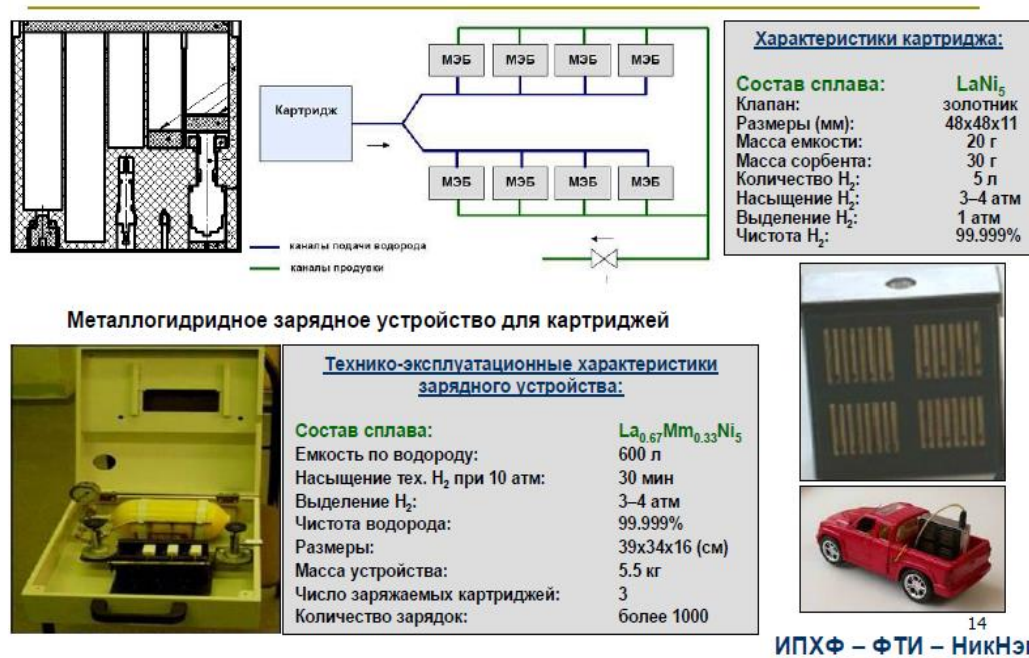 МЭБ МЭБ МЭБ МЭБ
Картридж
МЭБ МЭБ МЭБ МЭБ
каналы подачи водорода
каналы продувки
Характеристики картриджа:
Состав сплава: LaNi5
Клапан: золотник
Размеры (мм): 48x48x11
Масса емкости: 20 г
Масса сорбента: 30 г
Количество H2: 5 л
Насыщение H2: 3–4 атм
Выделение H2: 1 атм
Чистота H2: 99.999%
Металлогидридное зарядное устройство для картриджей
Технико-эксплуатационные характеристики
зарядного устройства:
Состав сплава: La0.67Mm0.33Ni5
Емкость по водороду: 600 л
Насыщение тех. H2 при 10 атм: 30 мин
Выделение H2: 3–4 атм
Чистота водорода: 99.999%
Размеры: 39x34x16 (см)
Масса устройства: 5.5 кг
Число заряжаемых картриджей: 3
Количество зарядок: более 1000
14
ИПХФ – ФТИ – НикНэ